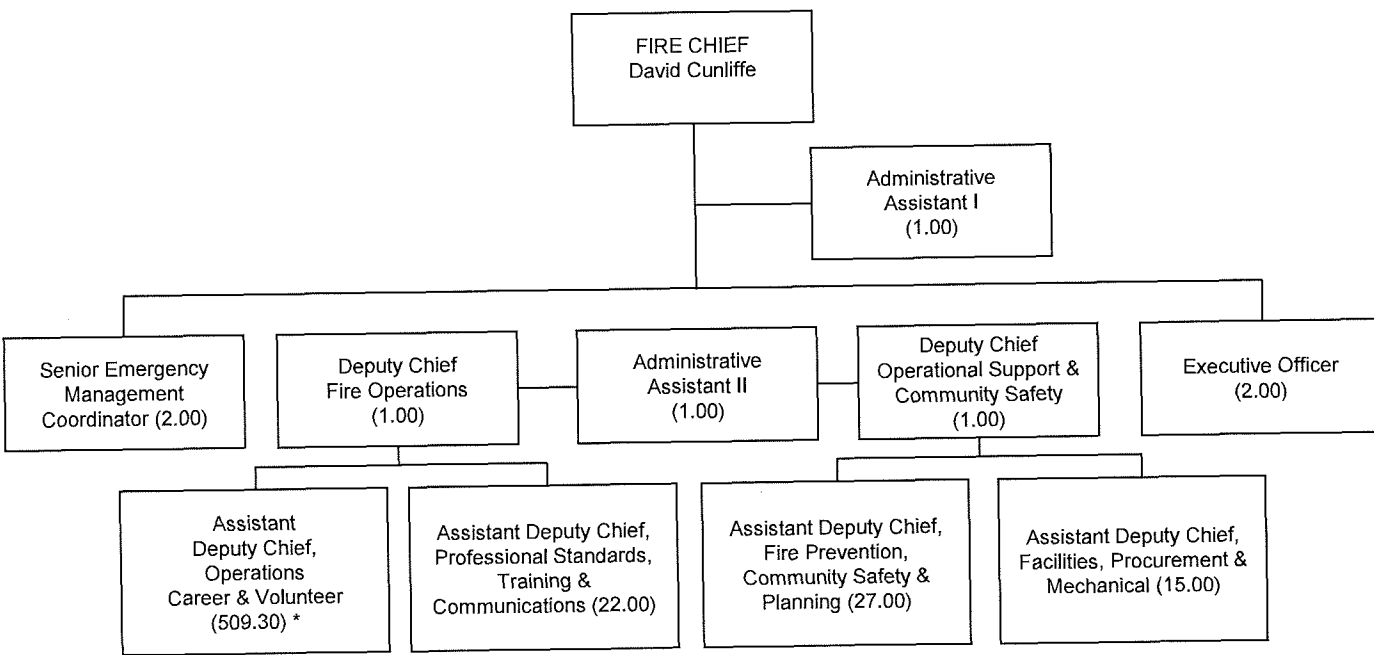 FIRE CHIEF
David Cunliffe
Administrative
Assistant I
(1.00)
Senior Emergency
Management
Coordinator (2.00)
Deputy Chief
Fire Operations
(1.00)
Administrative
Assistant II
(1.00)
Deputy Chief
Operational Support &
Community Safety
(1.00)
Executive Officer
(2.00)
Assistant
Deputy Chief,
Operations
Career & Volunteer
(509.30) *
Assistant Deputy Chief,
Professional Standards,
Training &
Communications (22.00)
Assistant Deputy Chief,
Fire Prevention,
Community Safety &
Planning (27.00)
Assistant Deputy Chief,
Facilities, Procurement &
Mechanical (15.00)